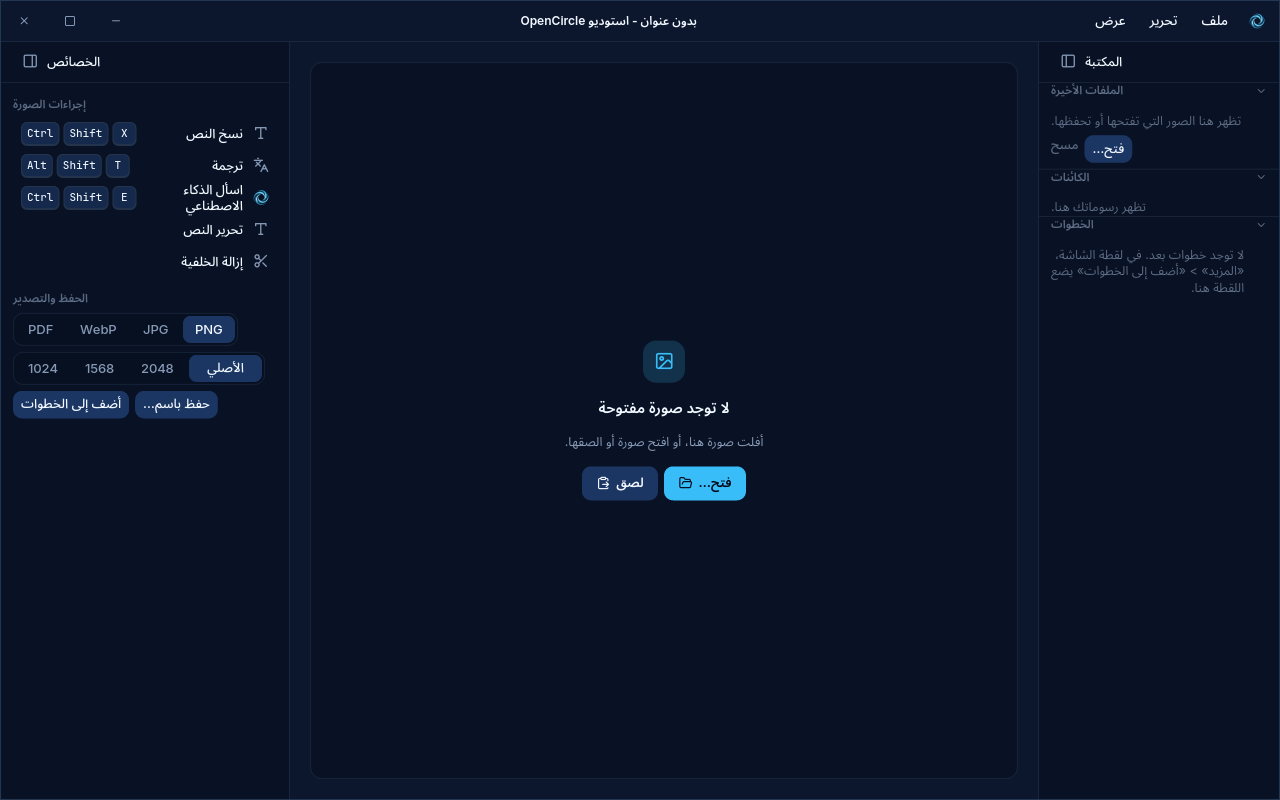 ملف
تحرير
عرض
بدون عنوان - استوديو OpenCircle
المكتبة
الملفات الأخيرة
تظهر هنا الصور التي تفتحها أو تحفظها.
فتح...
مسح
الكائنات
تظهر رسوماتك هنا.
الخطوات
لا توجد خطوات بعد. في لقطة الشاشة،
«المزيد» > «أضف إلى الخطوات» يضع
اللقطة هنا.
لا توجد صورة مفتوحة
أفلت صورة هنا، أو افتح صورة أو الصقها.
فتح...
لصق
الخصائص
إجراءات الصورة
نسخ النص Ctrl Shift X
ترجمة Alt Shift T
اسأل الذكاء
الاصطناعي Ctrl Shift E
تحرير النص
إزالة الخلفية
الحفظ والتصدير
PNG JPG WebP PDF
الأصلي 2048 1568 1024
حفظ باسم...
أضف إلى الخطوات